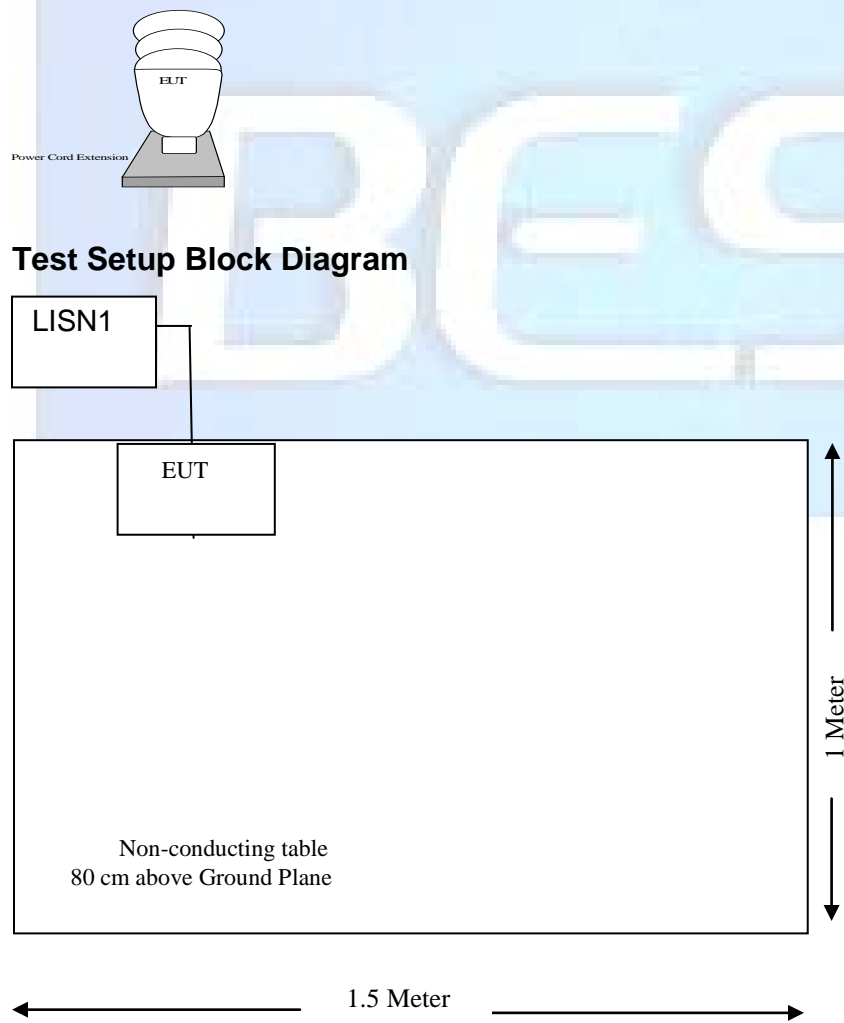 EUT
Power Cord Extension
Test Setup Block Diagram
LISN1
EUT
1 Meter
Non-conducting table
80 cm above Ground Plane
1.5 Meter
BES